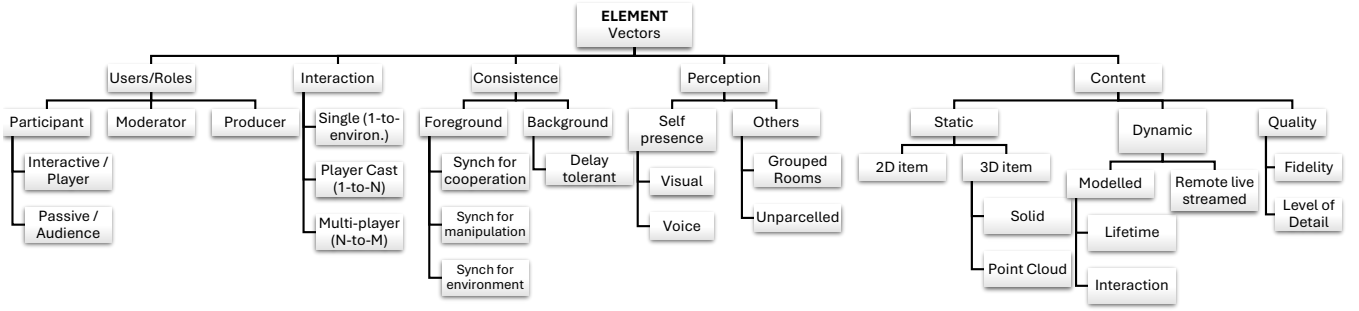 ELEMENT
Vectors
Users/Roles
Interaction
Consistence
Perception
Content
Participant
Moderator
Producer
Interactive /
Player
Passive /
Audience
Single (1-to-
environ.)
Player Cast
(1-to-N)
Multi-player
(N-to-M)
Foreground
Background
Synch for
cooperation
Synch for
manipulation
Synch for
environment
Delay
tolerant
Self
presence
Others
Visual
Voice
Grouped
Rooms
Unparcelled
Static
Dynamic
Quality
2D item
3D item
Solid
Point Cloud
Modelled
Remote live
streamed
Lifetime
Interaction
Fidelity
Level of
Detail